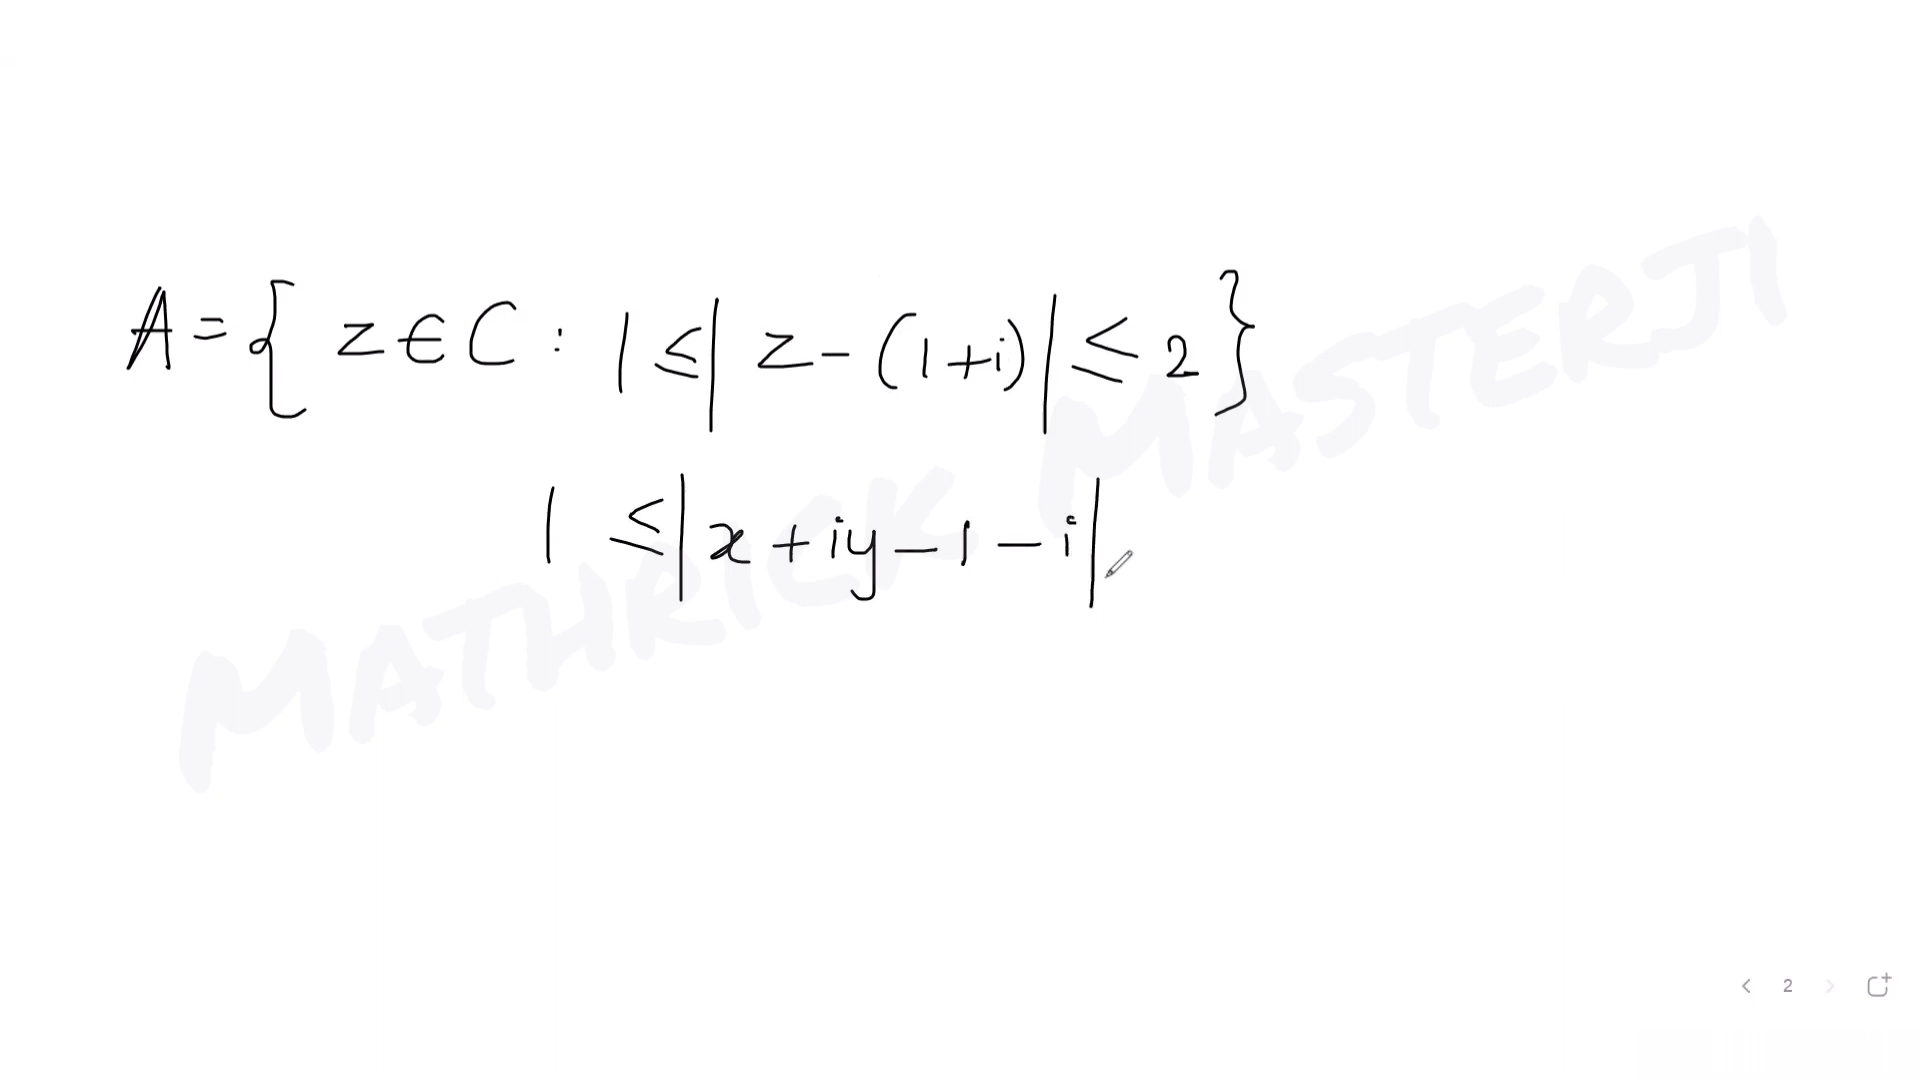 A = { z ∈ C : 1 ≤ | z - (1+i) | ≤ 2 }
1 ≤ | x + iy - 1 - i |
MATHRICK MASTERJI
2